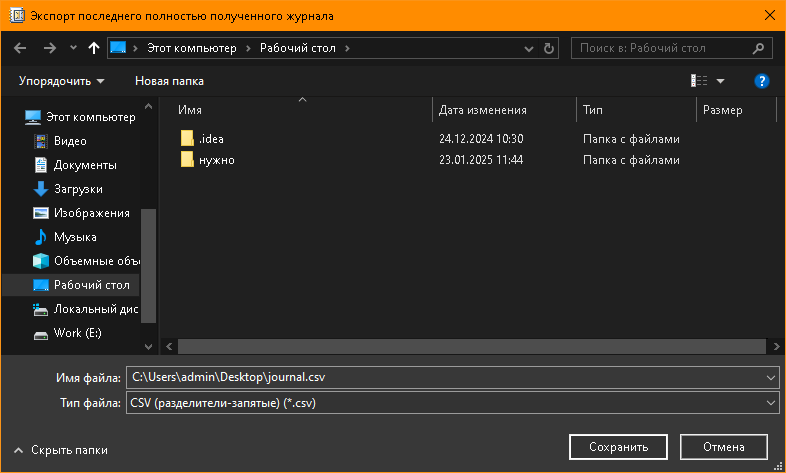 Экспорт последнего полностью полученного журнала
Этот компьютер > Рабочий стол >
Поиск в: Рабочий стол
Упорядочить
Новая папка
Этот компьютер
Видео
Документы
Загрузки
Изображения
Музыка
Объемные объ
Рабочий стол
Локальный дис
Work (E:)
Имя Дата изменения Тип Размер
.idea 24.12.2024 10:30 Папка с файлами
нужно 23.01.2025 11:44 Папка с файлами
Имя файла: C:\Users\admin\Desktop\journal.csv
Тип файла: CSV (разделители-запятые) (*.csv)
Скрыть папки
Сохранить
Отмена